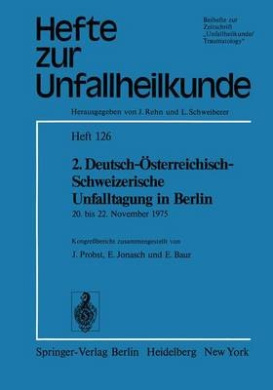 Hefte
zur
Unfallheilkunde
Beihefte zur
Zeitschrift
„Unfallheilkunde/
Traumatology"
Herausgegeben von J. Rehn und L. Schweiberer
Heft 126
2. Deutsch-Österreichisch-
Schweizerische
Unfalltagung in Berlin
20. bis 22. November 1975
Kongreßbericht zusammengestellt von
J. Probst, E. Jonasch und E. Baur
Springer-Verlag Berlin Heidelberg New York